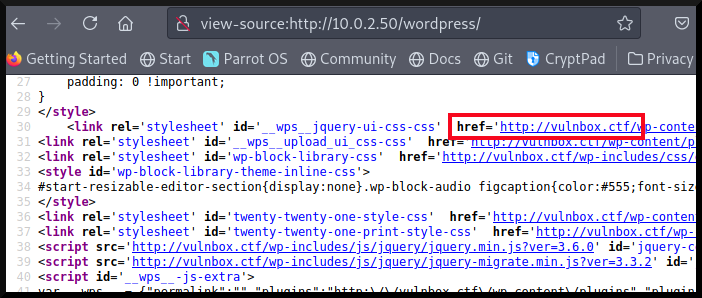 view-source:http://10.0.2.50/wordpress/
Getting Started Start Parrot OS Community Docs Git CryptPad Privacy
27 padding: 0 !important;
28 }
29 </style>
30 <link rel='stylesheet' id='__wps__jquery-ui-css-css' href='http://vulnbox.ctf/wp-conte
31 <link rel='stylesheet' id='__wps__upload_ui_css-css' href='http://vulnbox.ctf/wp-content/p
32 <link rel='stylesheet' id='wp-block-library-css' href='http://vulnbox.ctf/wp-includes/css/
33 <style id='wp-block-library-theme-inline-css'>
34 #start-resizable-editor-section{display:none}.wp-block-audio figcaption{color:#555;font-siz
35 </style>
36 <link rel='stylesheet' id='twenty-twenty-one-style-css' href='http://vulnbox.ctf/wp-content
37 <link rel='stylesheet' id='twenty-twenty-one-print-style-css' href='http://vulnbox.ctf/wp-c
38 <script src='http://vulnbox.ctf/wp-includes/js/jquery/jquery.min.js?ver=3.6.0' id='jquery-co
39 <script src='http://vulnbox.ctf/wp-includes/js/jquery/jquery-migrate.min.js?ver=3.3.2' id='
40 <script id='__wps__-js-extra'>